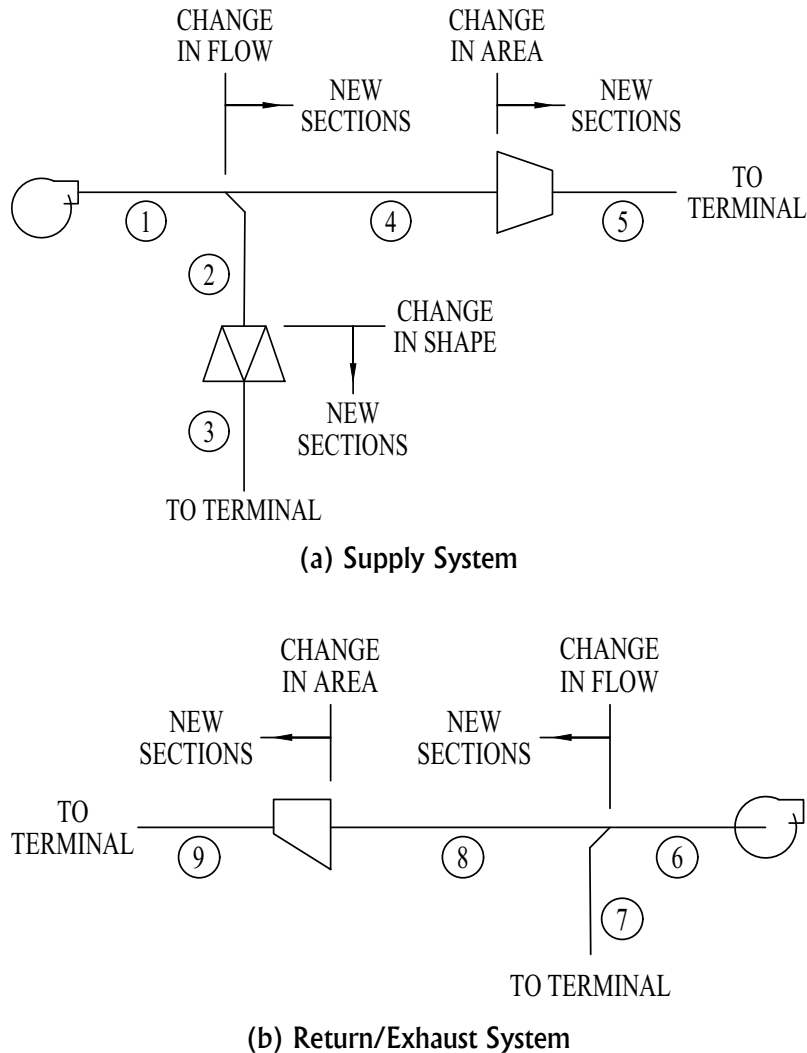 CHANGE
IN FLOW
NEW
SECTIONS
CHANGE
IN AREA
NEW
SECTIONS
TO
TERMINAL
1
4
5
2
CHANGE
IN SHAPE
NEW
SECTIONS
3
TO TERMINAL
(a) Supply System
CHANGE
IN AREA
NEW
SECTIONS
CHANGE
IN FLOW
NEW
SECTIONS
TO
TERMINAL
9
8
6
7
TO TERMINAL
(b) Return/Exhaust System